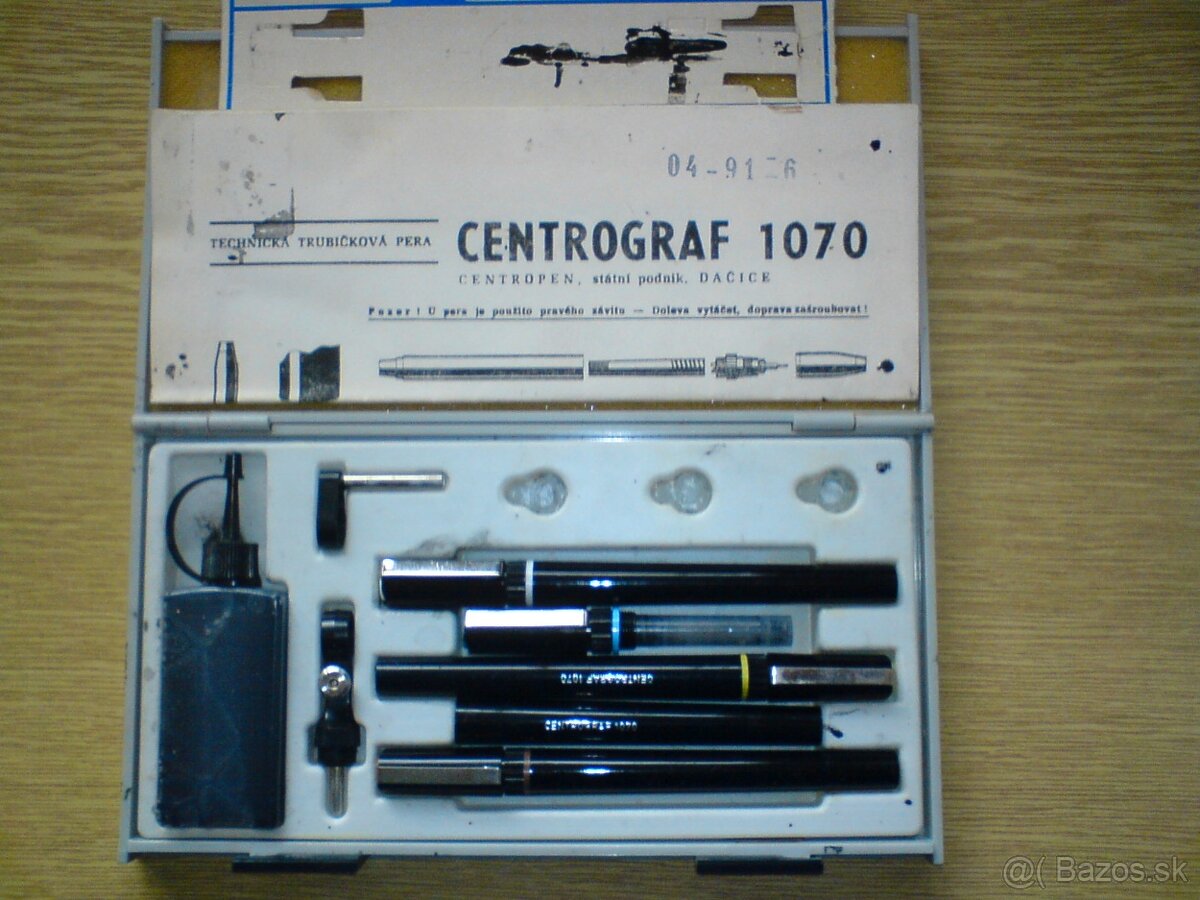 04-91-6
TECHNICKÁ TRUBIČKOVÁ PERA
CENTROGRAF 1070
CENTROPEN, státní podnik, DAČICE
Pozor! U pera je použito pravého závitu — Doleva vytáčet, doprava zašroubovat!
CENTROGRAF 1070
CENTROGRAF 1070
@( Bazos.sk